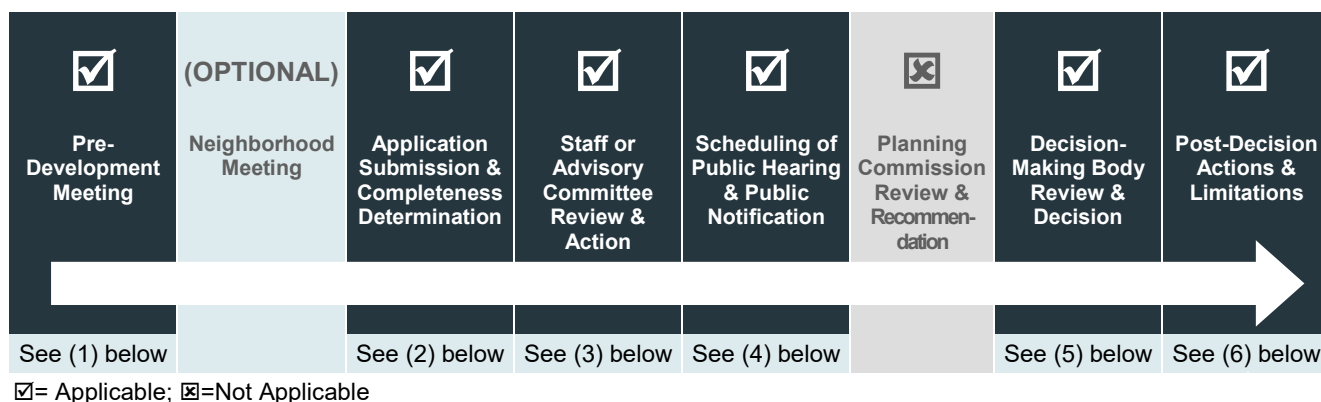 ☑
Pre-
Development
Meeting
See (1) below
(OPTIONAL)
Neighborhood
Meeting
☑
Application
Submission &
Completeness
Determination
See (2) below
☑
Staff or
Advisory
Committee
Review &
Action
See (3) below
☑
Scheduling of
Public Hearing
& Public
Notification
See (4) below
☒
Planning
Commission
Review &
Recommen-
dation
☑
Decision-
Making Body
Review &
Decision
See (5) below
☑
Post-Decision
Actions &
Limitations
See (6) below
☑= Applicable; ☒=Not Applicable